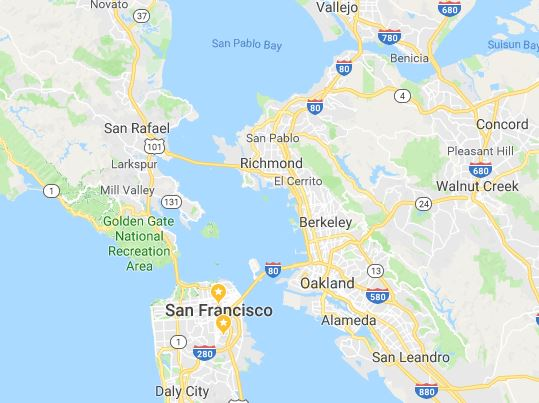 Novato
37
Vallejo
680
780
San Pablo Bay
Suisun Bay
80
Benicia
80
4
San Rafael
101
San Pablo
Concord
Larkspur
Richmond
Pleasant Hill
680
1
Mill Valley
131
El Cerrito
Walnut Creek
24
Golden Gate
National
Recreation
Area
Berkeley
80
13
Oakland
580
San Francisco
Alameda
1
280
San Leandro
Daly City
880